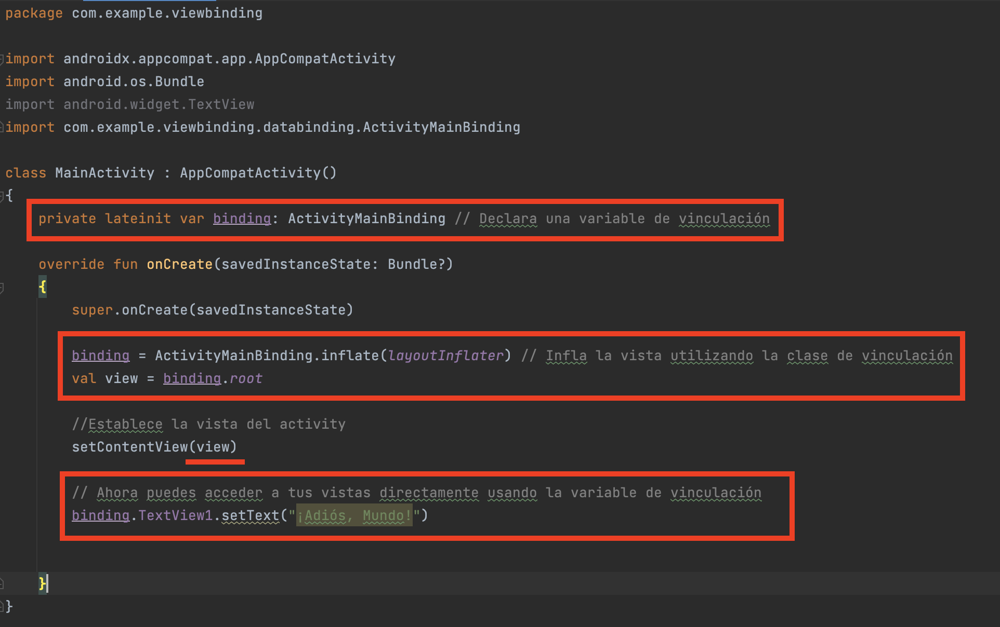 package com.example.viewbinding
import androidx.appcompat.app.AppCompatActivity
import android.os.Bundle
import android.widget.TextView
import com.example.viewbinding.databinding.ActivityMainBinding
class MainActivity : AppCompatActivity()
{
private lateinit var binding: ActivityMainBinding // Declara una variable de vinculación
override fun onCreate(savedInstanceState: Bundle?)
{
super.onCreate(savedInstanceState)
binding = ActivityMainBinding.inflate(layoutInflater) // Infla la vista utilizando la clase de vinculación
val view = binding.root
//Establece la vista del activity
setContentView(view)
// Ahora puedes acceder a tus vistas directamente usando la variable de vinculación
binding.TextView1.setText("¡Adiós, Mundo!")
}
}